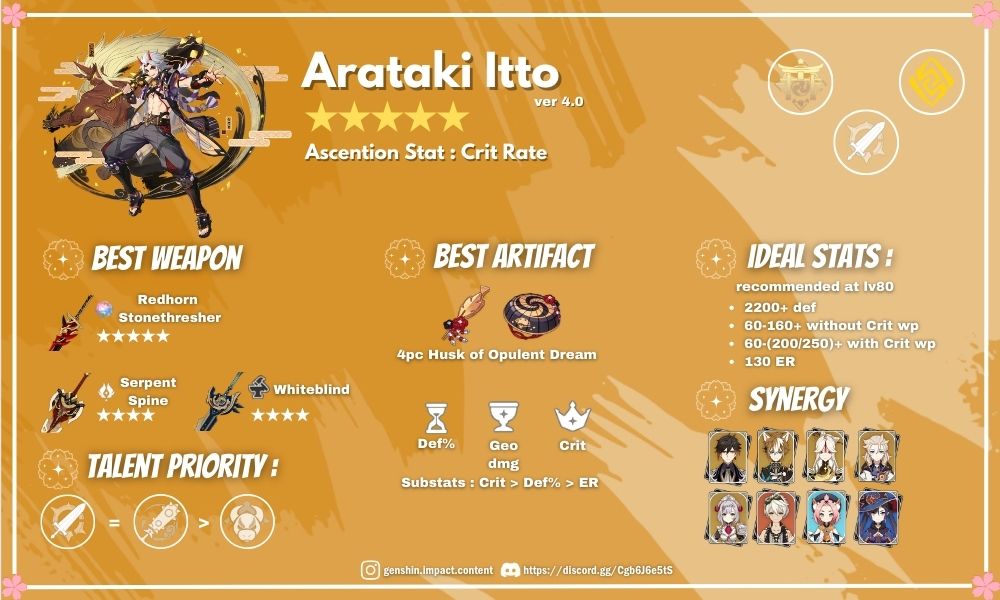 Arataki Itto
ver 4.0
Ascention Stat : Crit Rate
BEST WEAPON
Redhorn
Stonethresher
Serpent
Spine
Whiteblind
TALENT PRIORITY :
=
>
BEST ARTIFACT
4pc Husk of Opulent Dream
Def%
Geo
dmg
Crit
Substats : Crit > Def% > ER
IDEAL STATS :
recommended at lv80
• 2200+ def
• 60-160+ without Crit wp
• 60-(200/250)+ with Crit wp
• 130 ER
SYNERGY
genshin.impact.content
https://discord.gg/Cgb6J6e5tS